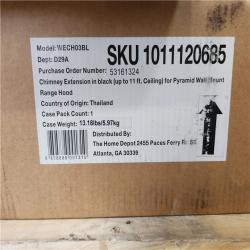 Model:WECH03BL
Dept: D29A
SKU 1011120685
Purchase Order Number:
53161324
Chimney Extension in black (up to 11 ft. Ceiling) for Pyramid Wall Mount
Range Hood
Country of Origin: Thailand
Case Pack Count: 1
Case Weight: 13.16lbs/5.97kg
Distributed By:
The Home Depot 2455 Paces Ferry Rd
Atlanta, GA 30339